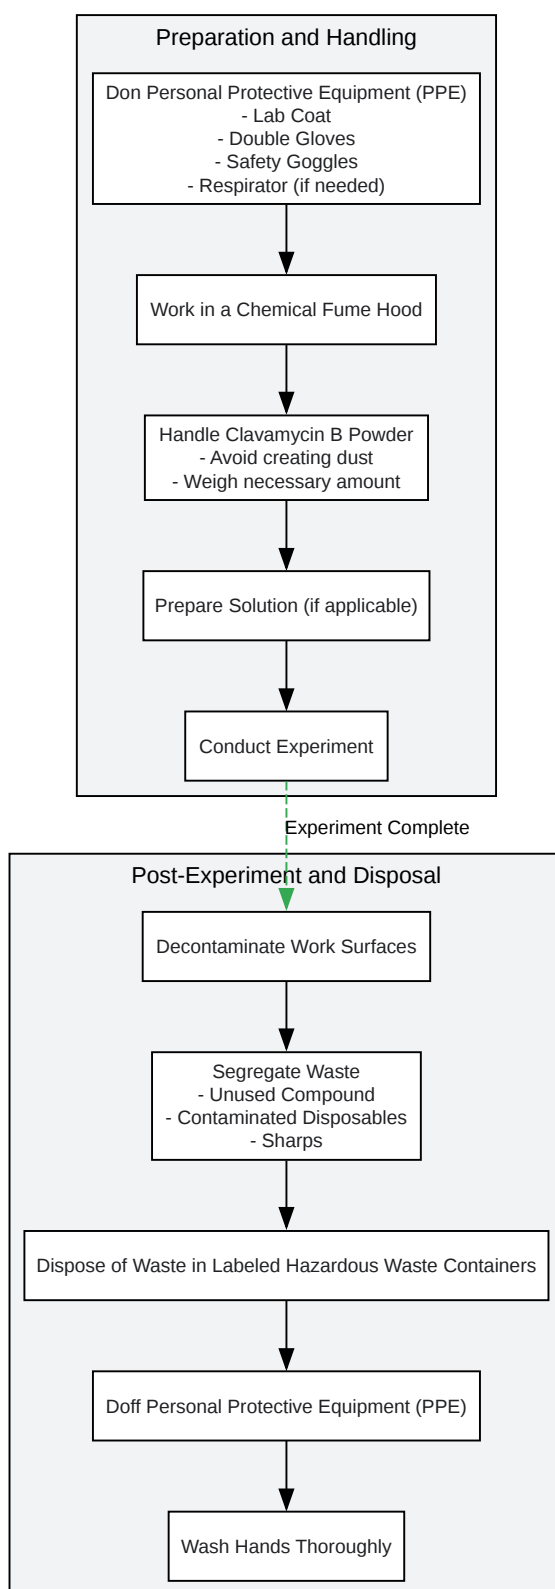 Preparation and Handling
Don Personal Protective Equipment (PPE)
- Lab Coat
- Double Gloves
- Safety Goggles
- Respirator (if needed)
Work in a Chemical Fume Hood
Handle Clavamycin B Powder
- Avoid creating dust
- Weigh necessary amount
Prepare Solution (if applicable)
Conduct Experiment
Experiment Complete
Post-Experiment and Disposal
Decontaminate Work Surfaces
Segregate Waste
- Unused Compound
- Contaminated Disposables
- Sharps
Dispose of Waste in Labeled Hazardous Waste Containers
Doff Personal Protective Equipment (PPE)
Wash Hands Thoroughly